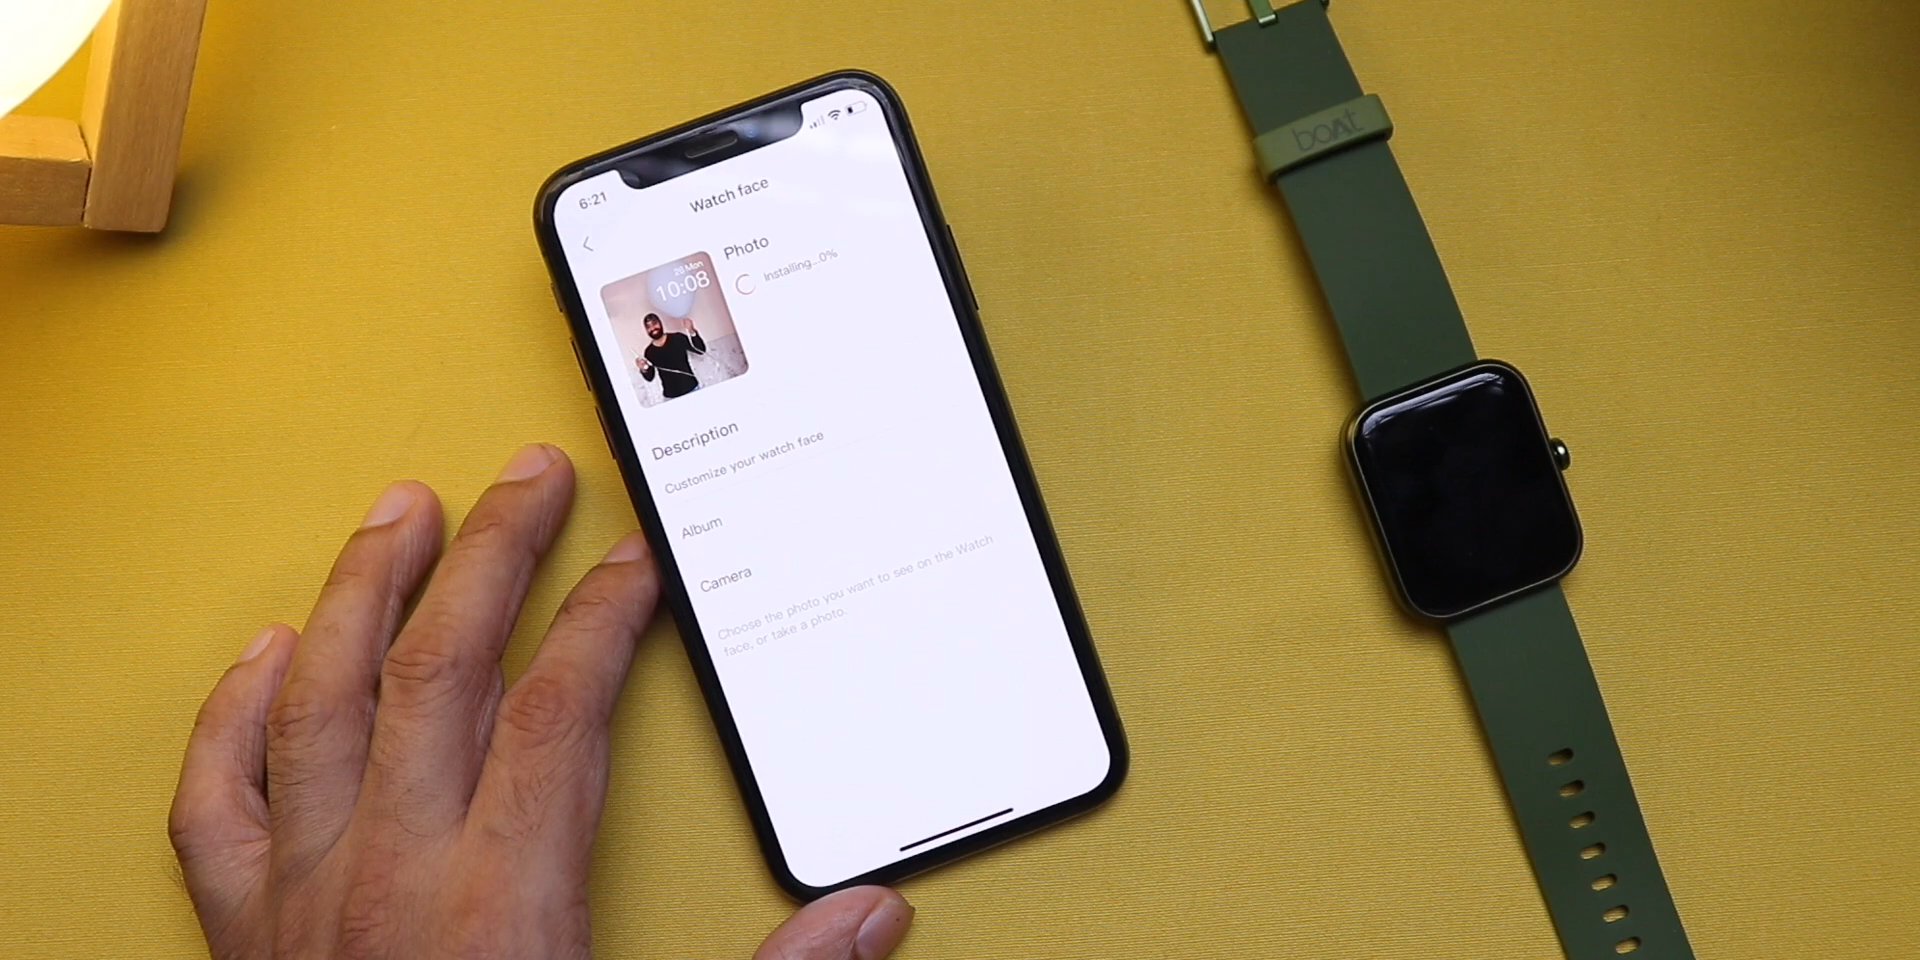 6:21
Watch face
Photo
Installing...0%
28 Mon
10:08
Description
Customize your watch face
Album
Camera
Choose the photo you want to see on the Watch
face, or take a photo.
boAt